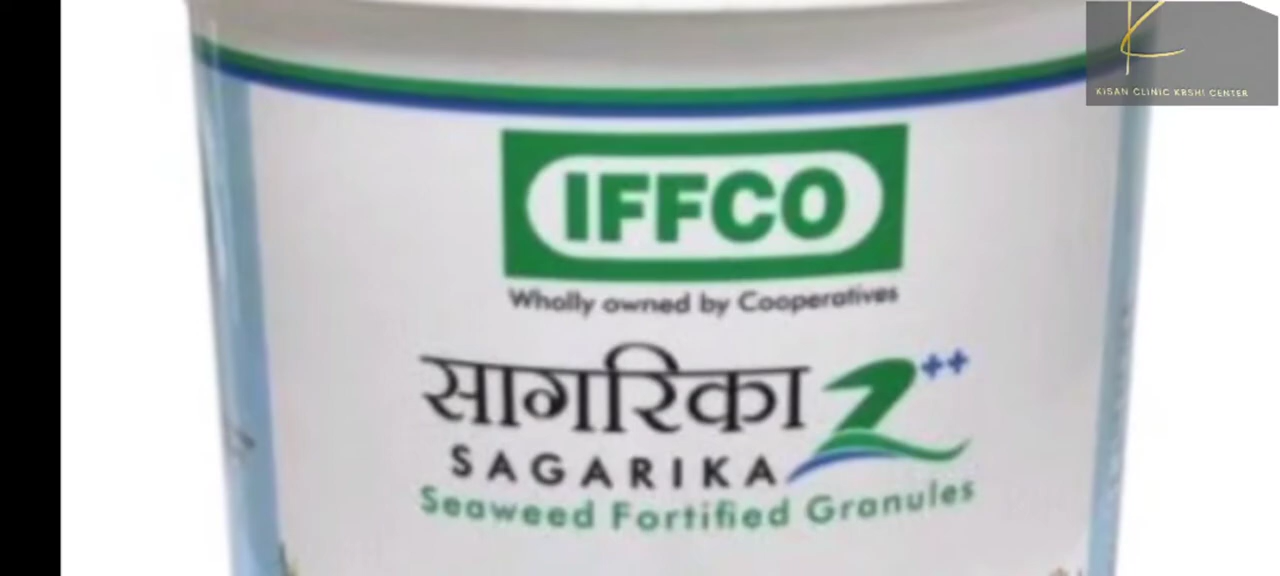 KISAN CLINIC KRSHI CENTER
IFFCO
Wholly owned by Cooperatives
सागरिका Z++
SAGARIKA
Seaweed Fortified Granules